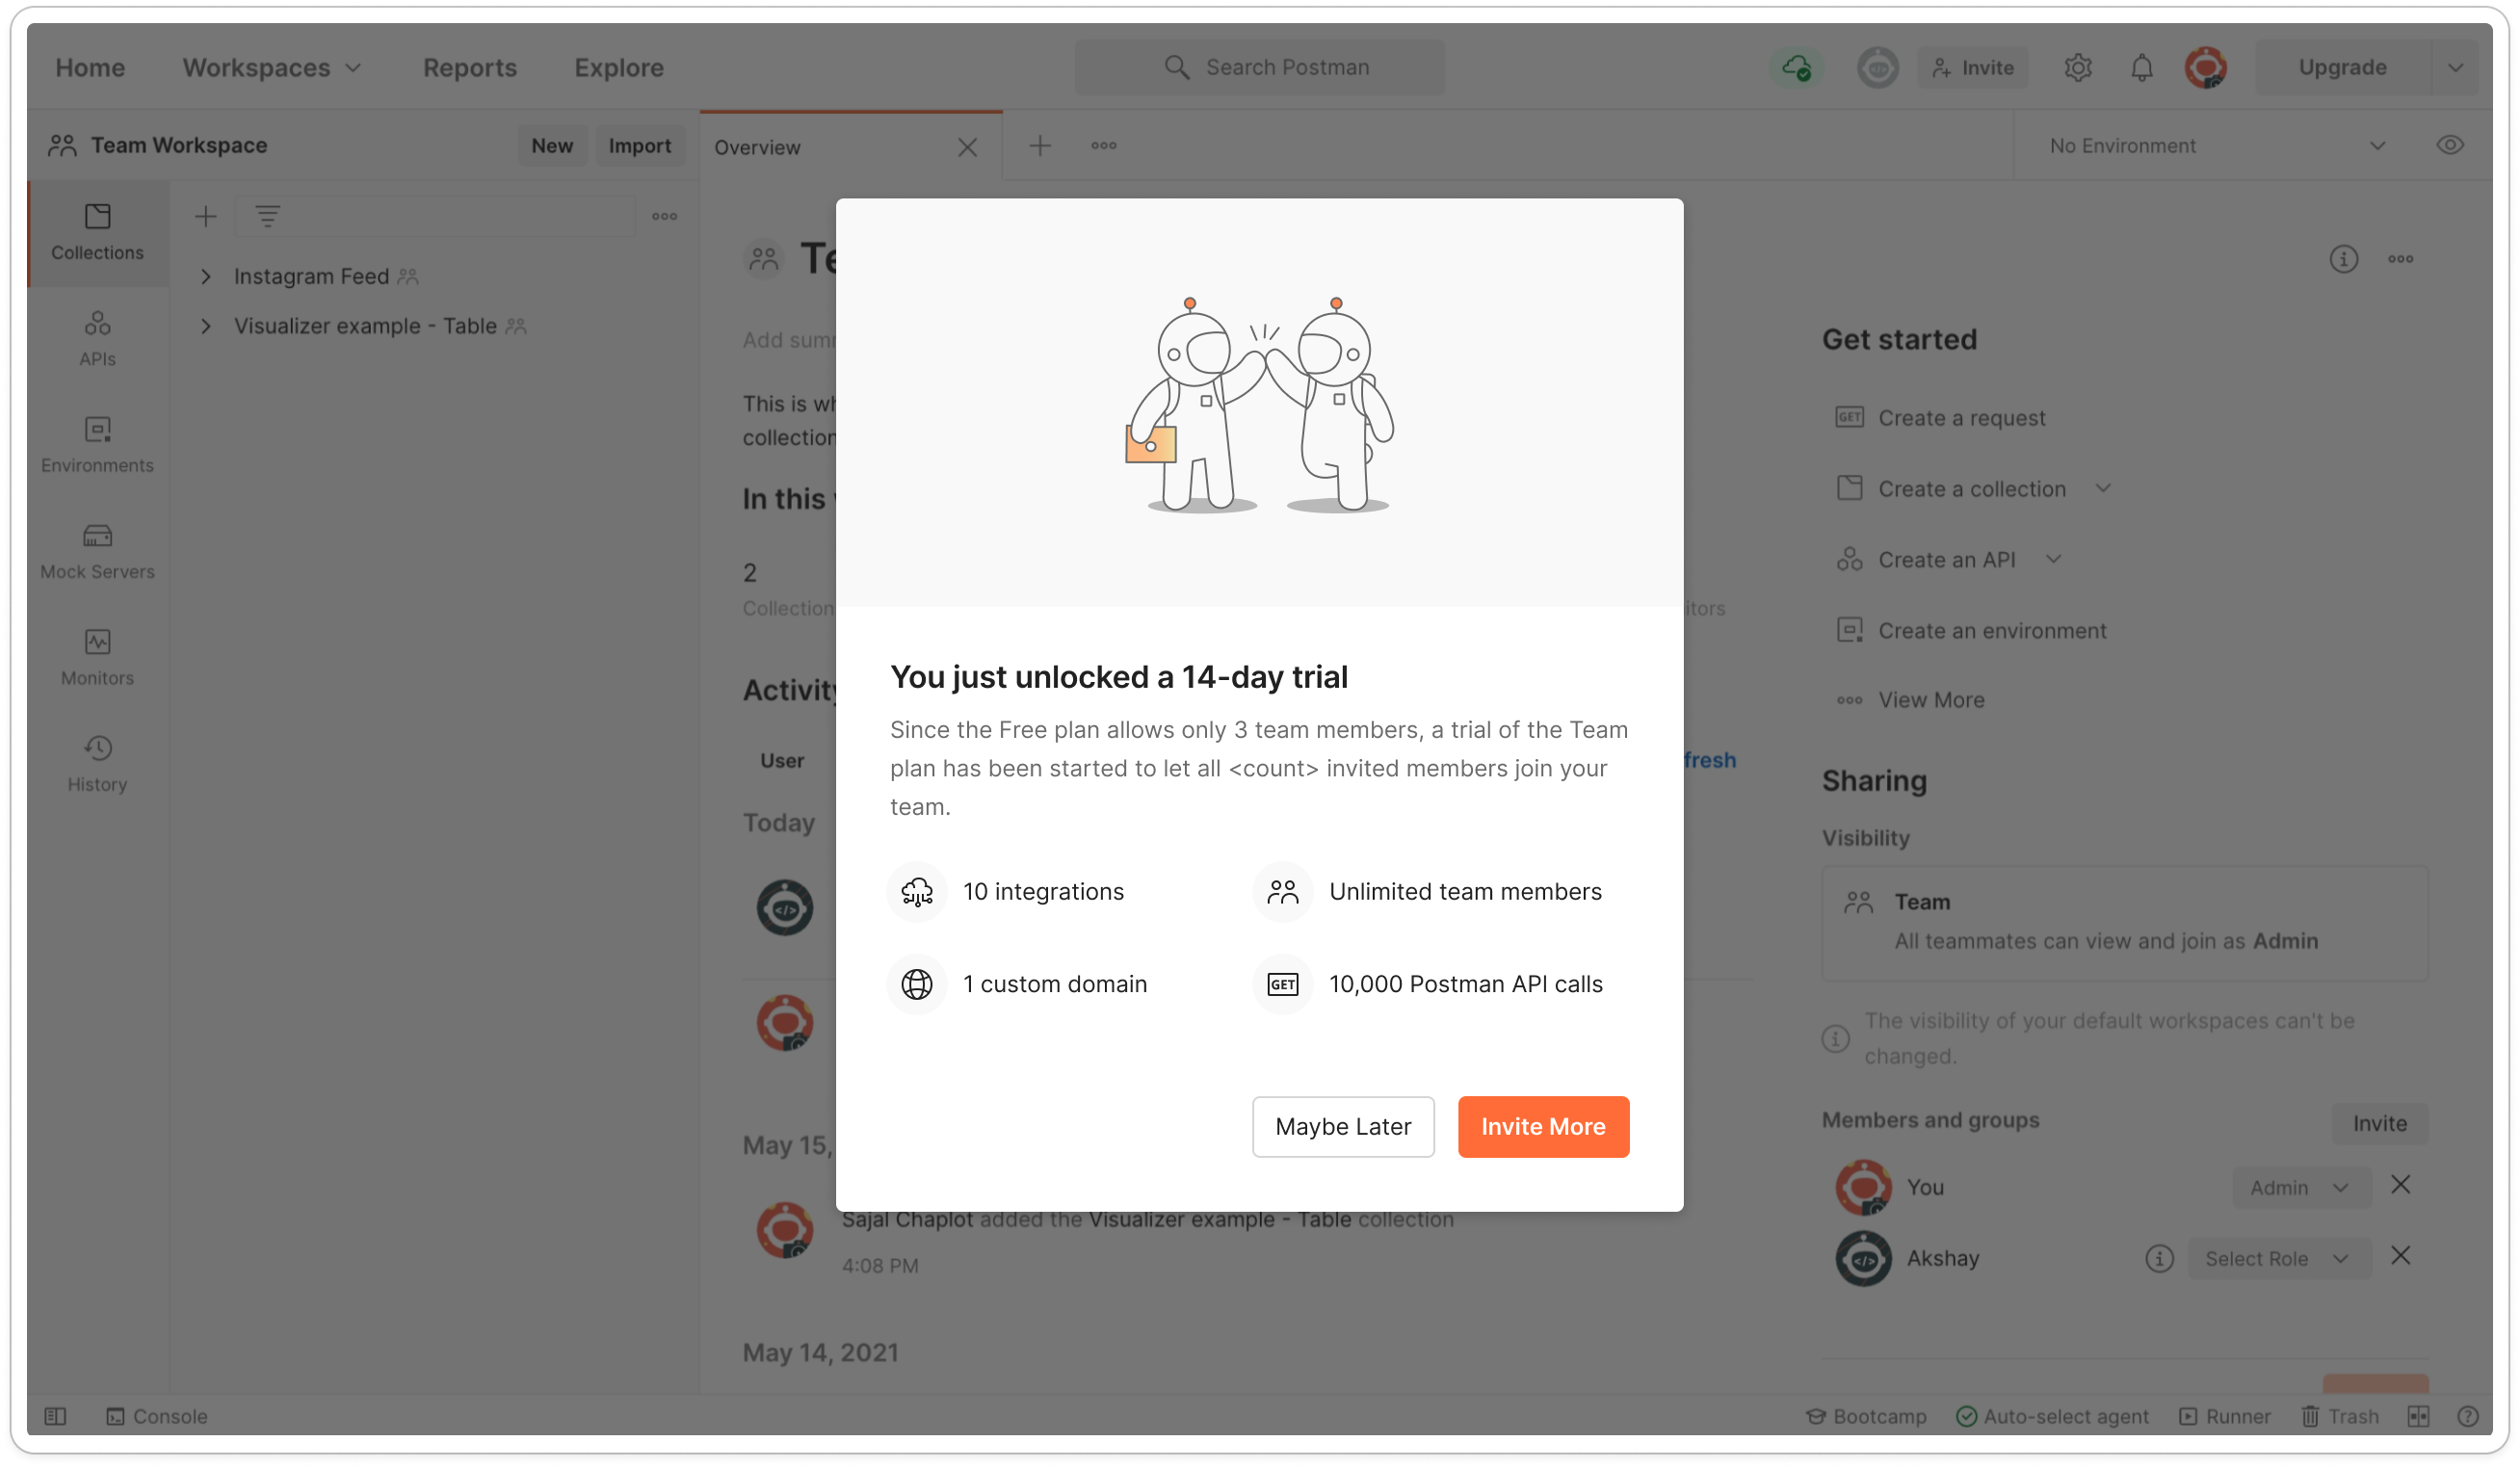 Home Workspaces Reports Explore Search Postman Invite Upgrade
Team Workspace New Import Overview No Environment
Collections
APIs
Environments
Mock Servers
Monitors
History
Instagram Feed
Visualizer example - Table
Add
This is
collection
In this
2
Collection
Activity
User
Today
May 15,
Sajal Chaplot added the Visualizer example - Table collection
4:08 PM
May 14, 2021
You just unlocked a 14-day trial
Since the Free plan allows only 3 team members, a trial of the Team
plan has been started to let all <count> invited members join your
team.
10 integrations
Unlimited team members
1 custom domain
GET
10,000 Postman API calls
Maybe Later
Invite More
Get started
GET Create a request
Create a collection
Create an API
Create an environment
View More
Sharing
Visibility
Team
All teammates can view and join as Admin
The visibility of your default workspaces can't be
changed.
Members and groups Invite
You Admin
Akshay Select Role
Console Bootcamp Auto-select agent Runner Trash